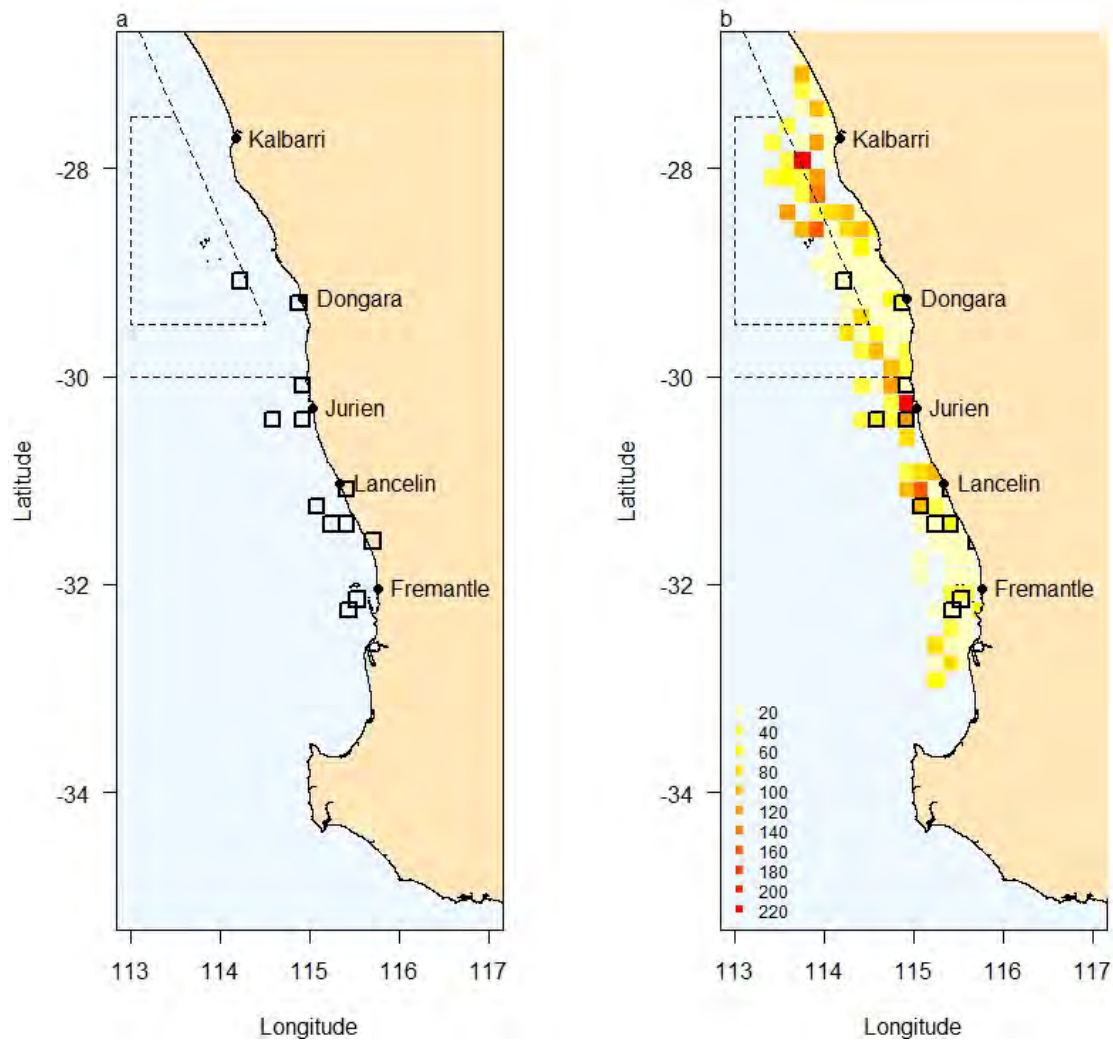 a
Kalbarri
Dongara
Jurien
Lancelin
Fremantle
-28
-30
-32
-34
Latitude
113 114 115 116 117
Longitude
b
Kalbarri
Dongara
Jurien
Lancelin
Fremantle
-28
-30
-32
-34
Latitude
20
40
60
80
100
120
140
160
180
200
220
113 114 115 116 117
Longitude